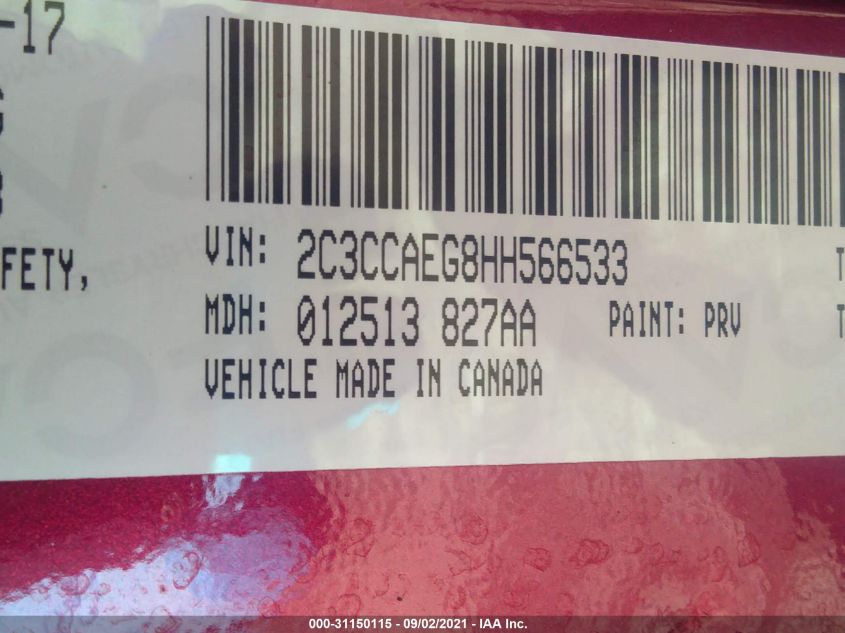 -17
VIN: 2C3CCAEG8HH566533
FETY,
MDH: 012513 827AA PAINT: PRV
VEHICLE MADE IN CANADA
000-31150115 - 09/02/2021 - IAA Inc.